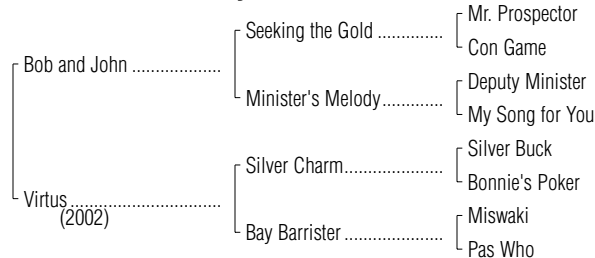 Mr. Prospector
Seeking the Gold ..............
Con Game
Bob and John ...................
Deputy Minister
Minister's Melody.............
My Song for You
Silver Buck
Silver Charm.....................
Bonnie's Poker
Virtus ..............................
(2002)
Miswaki
Bay Barrister .....................
Pas Who